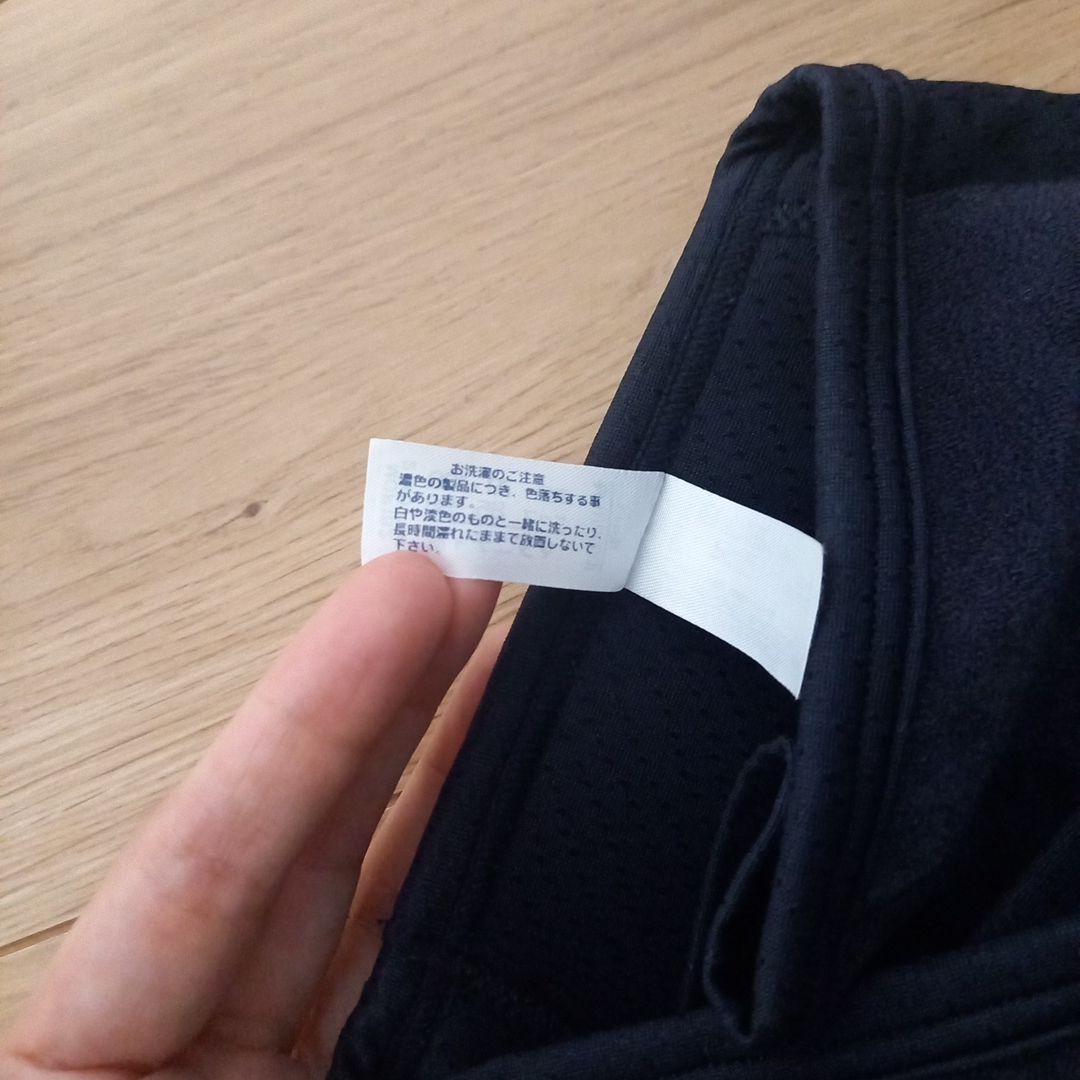 お洗濯のご注意
濃色の製品につき、色落ちする事
があります。
白や淡色のものと一緒に洗ったり、
長時間濡れたままで放置しないで
下さい。